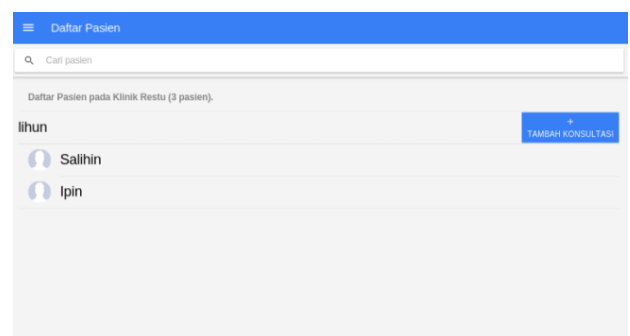 Daftar Pasien
Cari pasien
Daftar Pasien pada Klinik Restu (3 pasien).
lihun
+
TAMBAH KONSULTASI
Salihin
Ipin